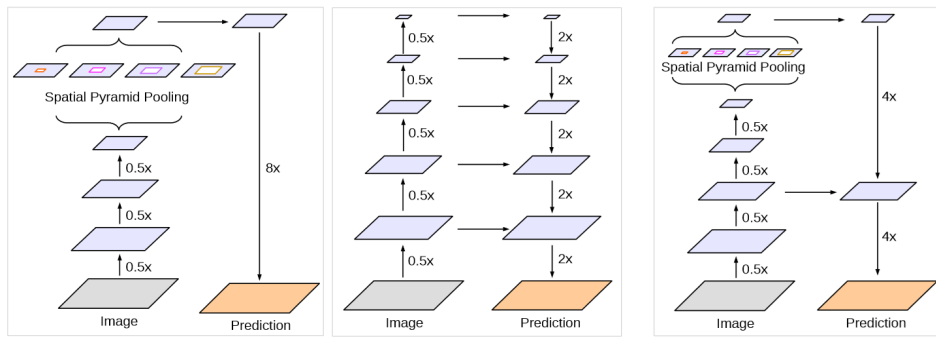 Spatial Pyramid Pooling
0.5x
0.5x
0.5x
8x
Image
Prediction
0.5x
0.5x
0.5x
0.5x
0.5x
2x
2x
2x
2x
2x
Image
Prediction
Spatial Pyramid Pooling
0.5x
0.5x
0.5x
0.5x
4x
4x
Image
Prediction